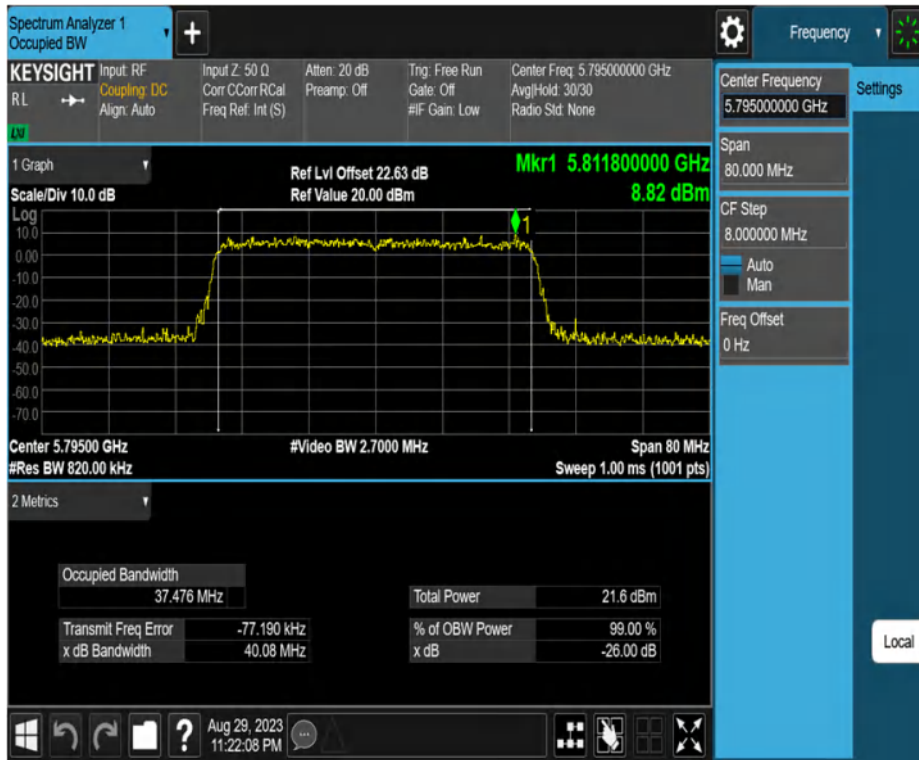 Spectrum Analyzer 1
Occupied BW
+
Frequency
KEYSIGHT
RL
LXI
Input: RF
Coupling: DC
Align: Auto
Input Z: 50 Ω
Corr CCorr RCal
Freq Ref: Int (S)
Atten: 20 dB
Preamp: Off
Trig: Free Run
Gate: Off
#IF Gain: Low
Center Freq: 5.795000000 GHz
Avg|Hold: 30/30
Radio Std: None
Center Frequency
5.795000000 GHz
Settings
Span
80.000 MHz
CF Step
8.000000 MHz
Auto
Man
Freq Offset
0 Hz
1 Graph
Scale/Div 10.0 dB
Ref Lvl Offset 22.63 dB
Ref Value 20.00 dBm
Mkr1 5.811800000 GHz
8.82 dBm
Log
10.0
0.00
-10.0
-20.0
-30.0
-40.0
-50.0
-60.0
-70.0
1
Center 5.79500 GHz
#Res BW 820.00 kHz
#Video BW 2.7000 MHz
Span 80 MHz
Sweep 1.00 ms (1001 pts)
2 Metrics
Occupied Bandwidth
37.476 MHz
Total Power 21.6 dBm
Transmit Freq Error -77.190 kHz
% of OBW Power 99.00 %
x dB Bandwidth 40.08 MHz
x dB -26.00 dB
Local
?
Aug 29, 2023
11:22:08 PM